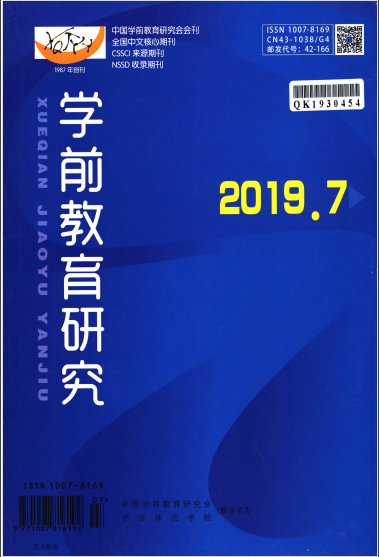 中国学前教育研究会会刊
全国中文核心期刊
CSSCI 来源期刊
NSSD 收录期刊
1987 年创刊
ISSN 1007-8169
CN43-1038/G4
邮发代号：42-166
QK1930454
学前教育研究
XUEQIAN JIAOYU YANJIU
2019.7
ISSN 1007-8169
中国学前教育研究会
长沙师范学院
联合主办
9 771007 816192